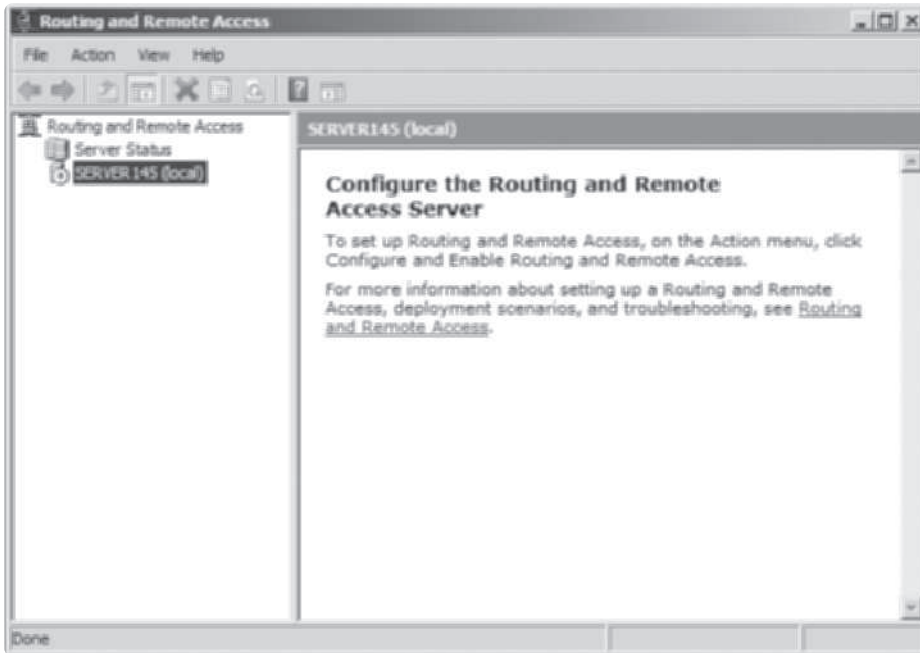 Routing and Remote Access
File Action View Help
Routing and Remote Access
Server Status
SERVER145 (local)
SERVER145 (local)
Configure the Routing and Remote
Access Server
To set up Routing and Remote Access, on the Action menu, click
Configure and Enable Routing and Remote Access.
For more information about setting up a Routing and Remote
Access, deployment scenarios, and troubleshooting, see Routing
and Remote Access.
Done